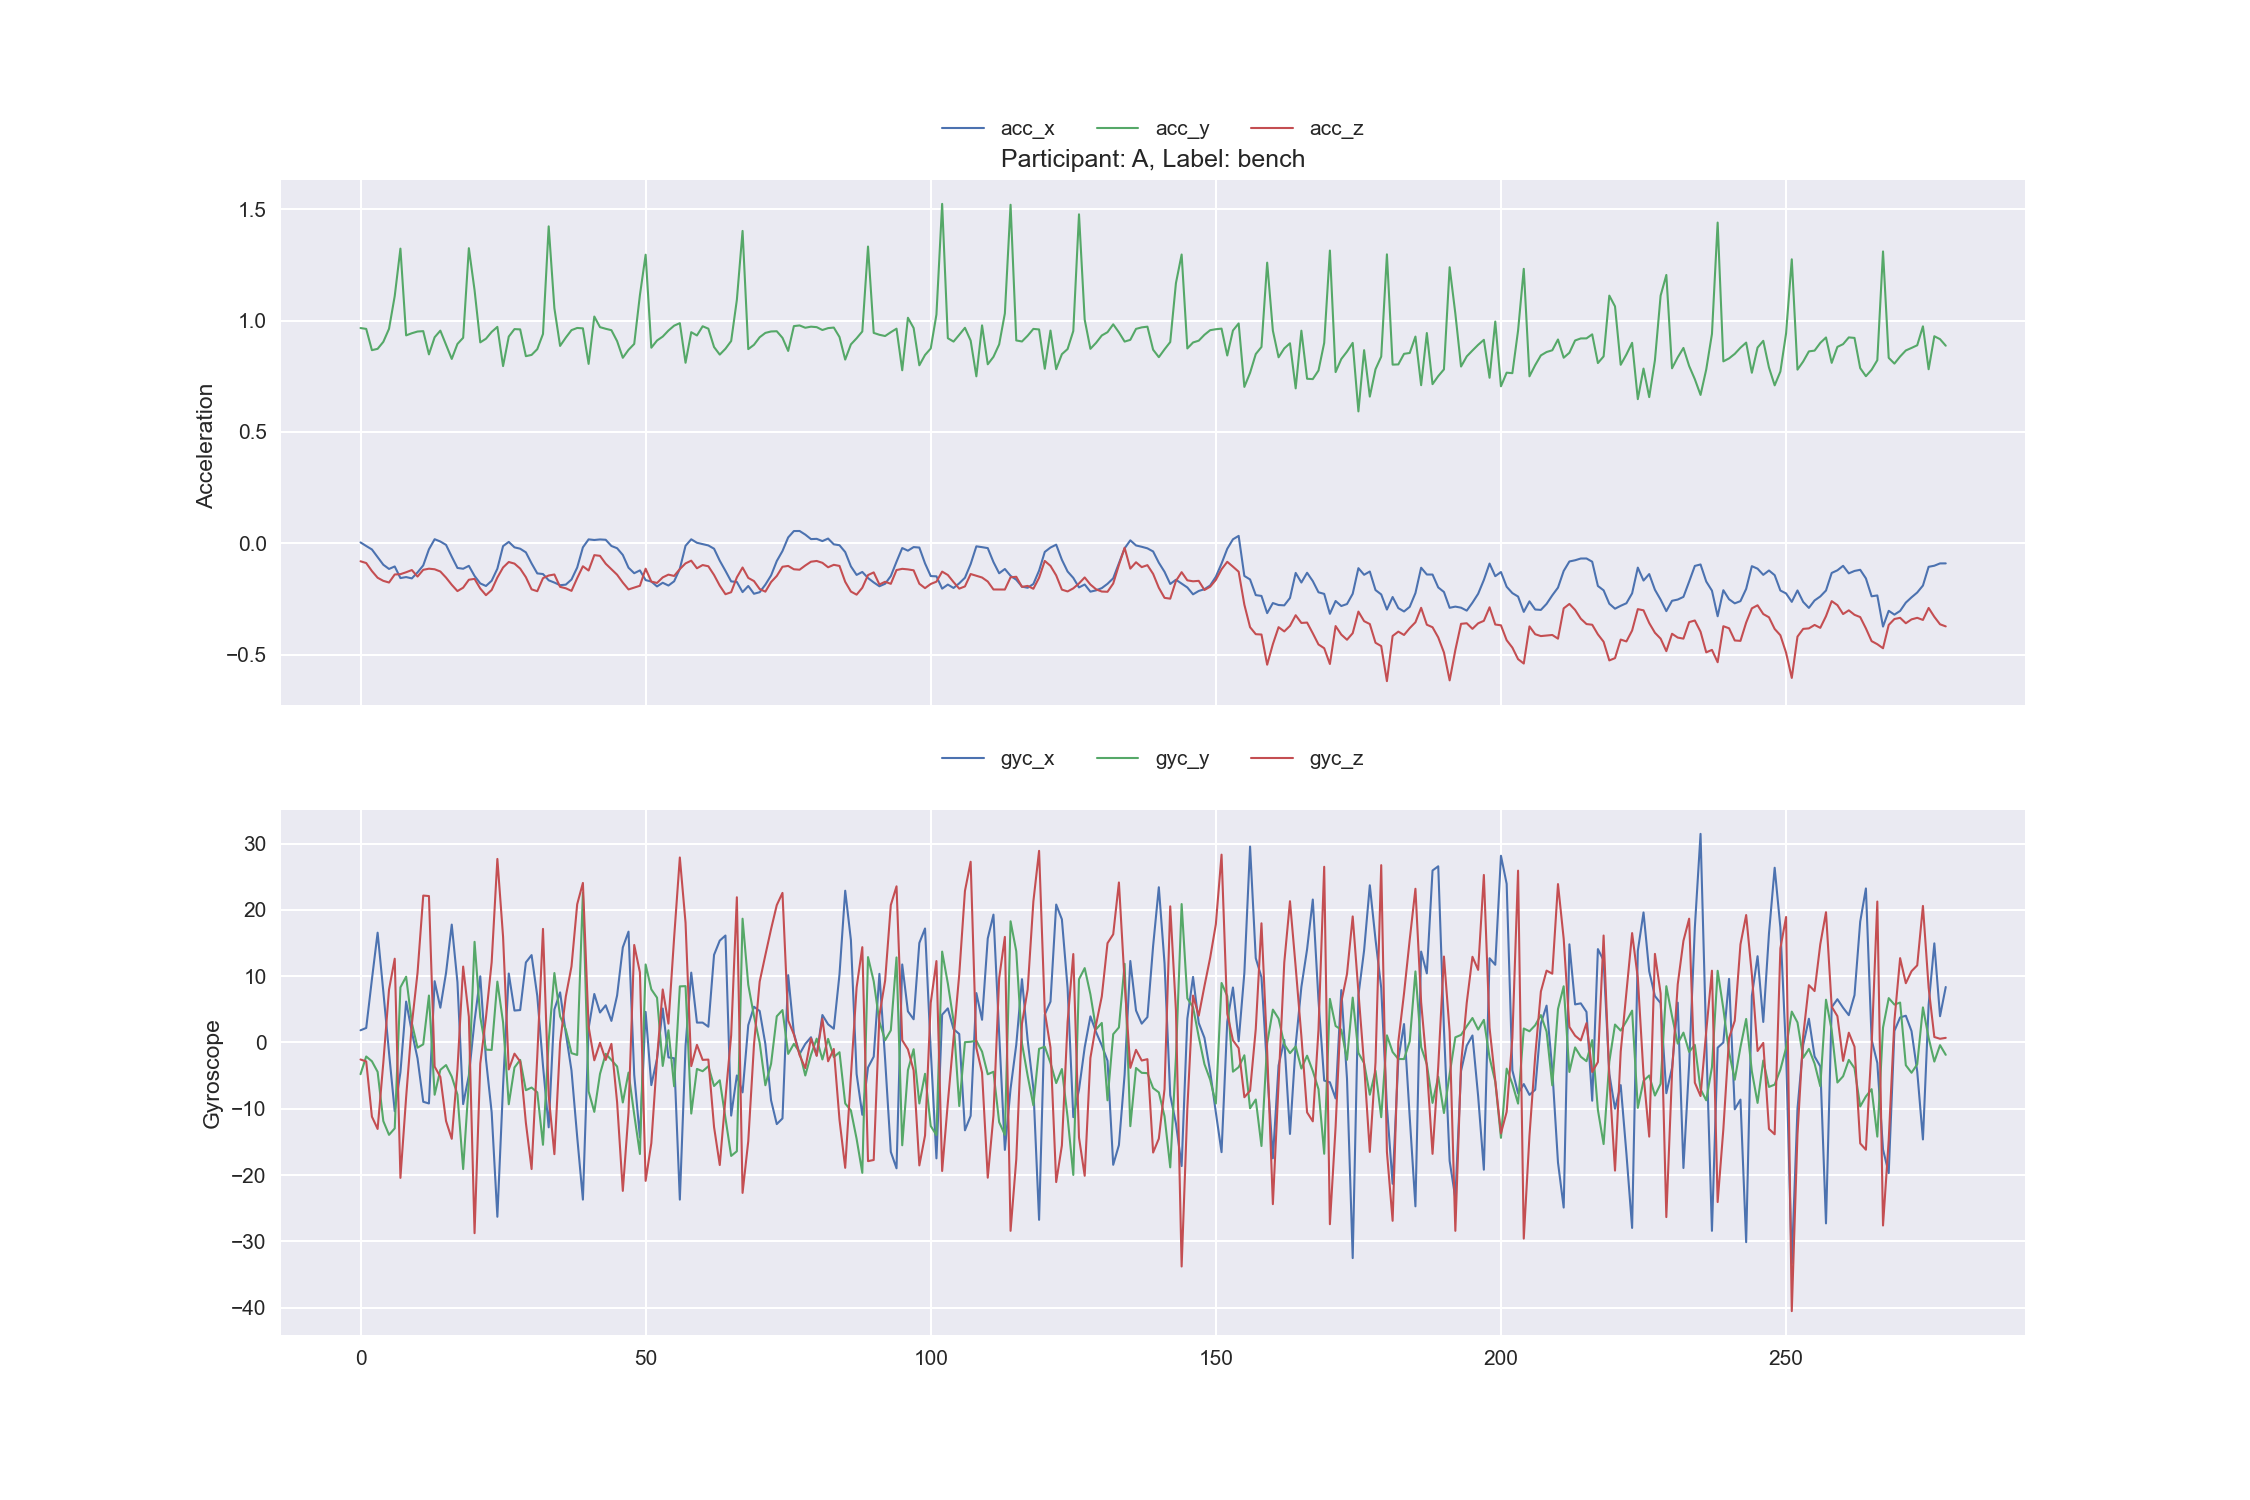 acc_x acc_y acc_z
Participant: A, Label: bench
1.5
1.0
0.5
0.0
−0.5
Acceleration
gyc_x gyc_y gyc_z
30
20
10
0
−10
−20
−30
−40
Gyroscope
0 50 100 150 200 250